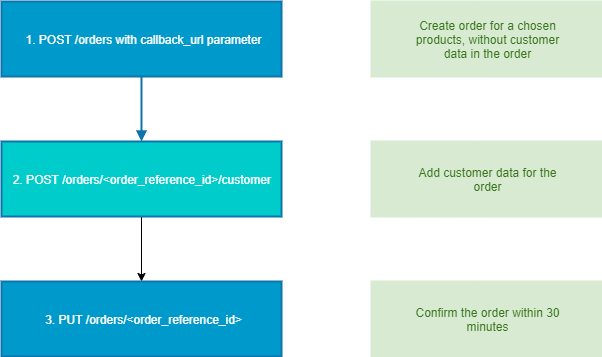 1. POST /orders with callback_url parameter
Create order for a chosen
products, without customer
data in the order
2. POST /orders/<order_reference_id>/customer
Add customer data for the
order
3. PUT /orders/<order_reference_id>
Confirm the order within 30
minutes